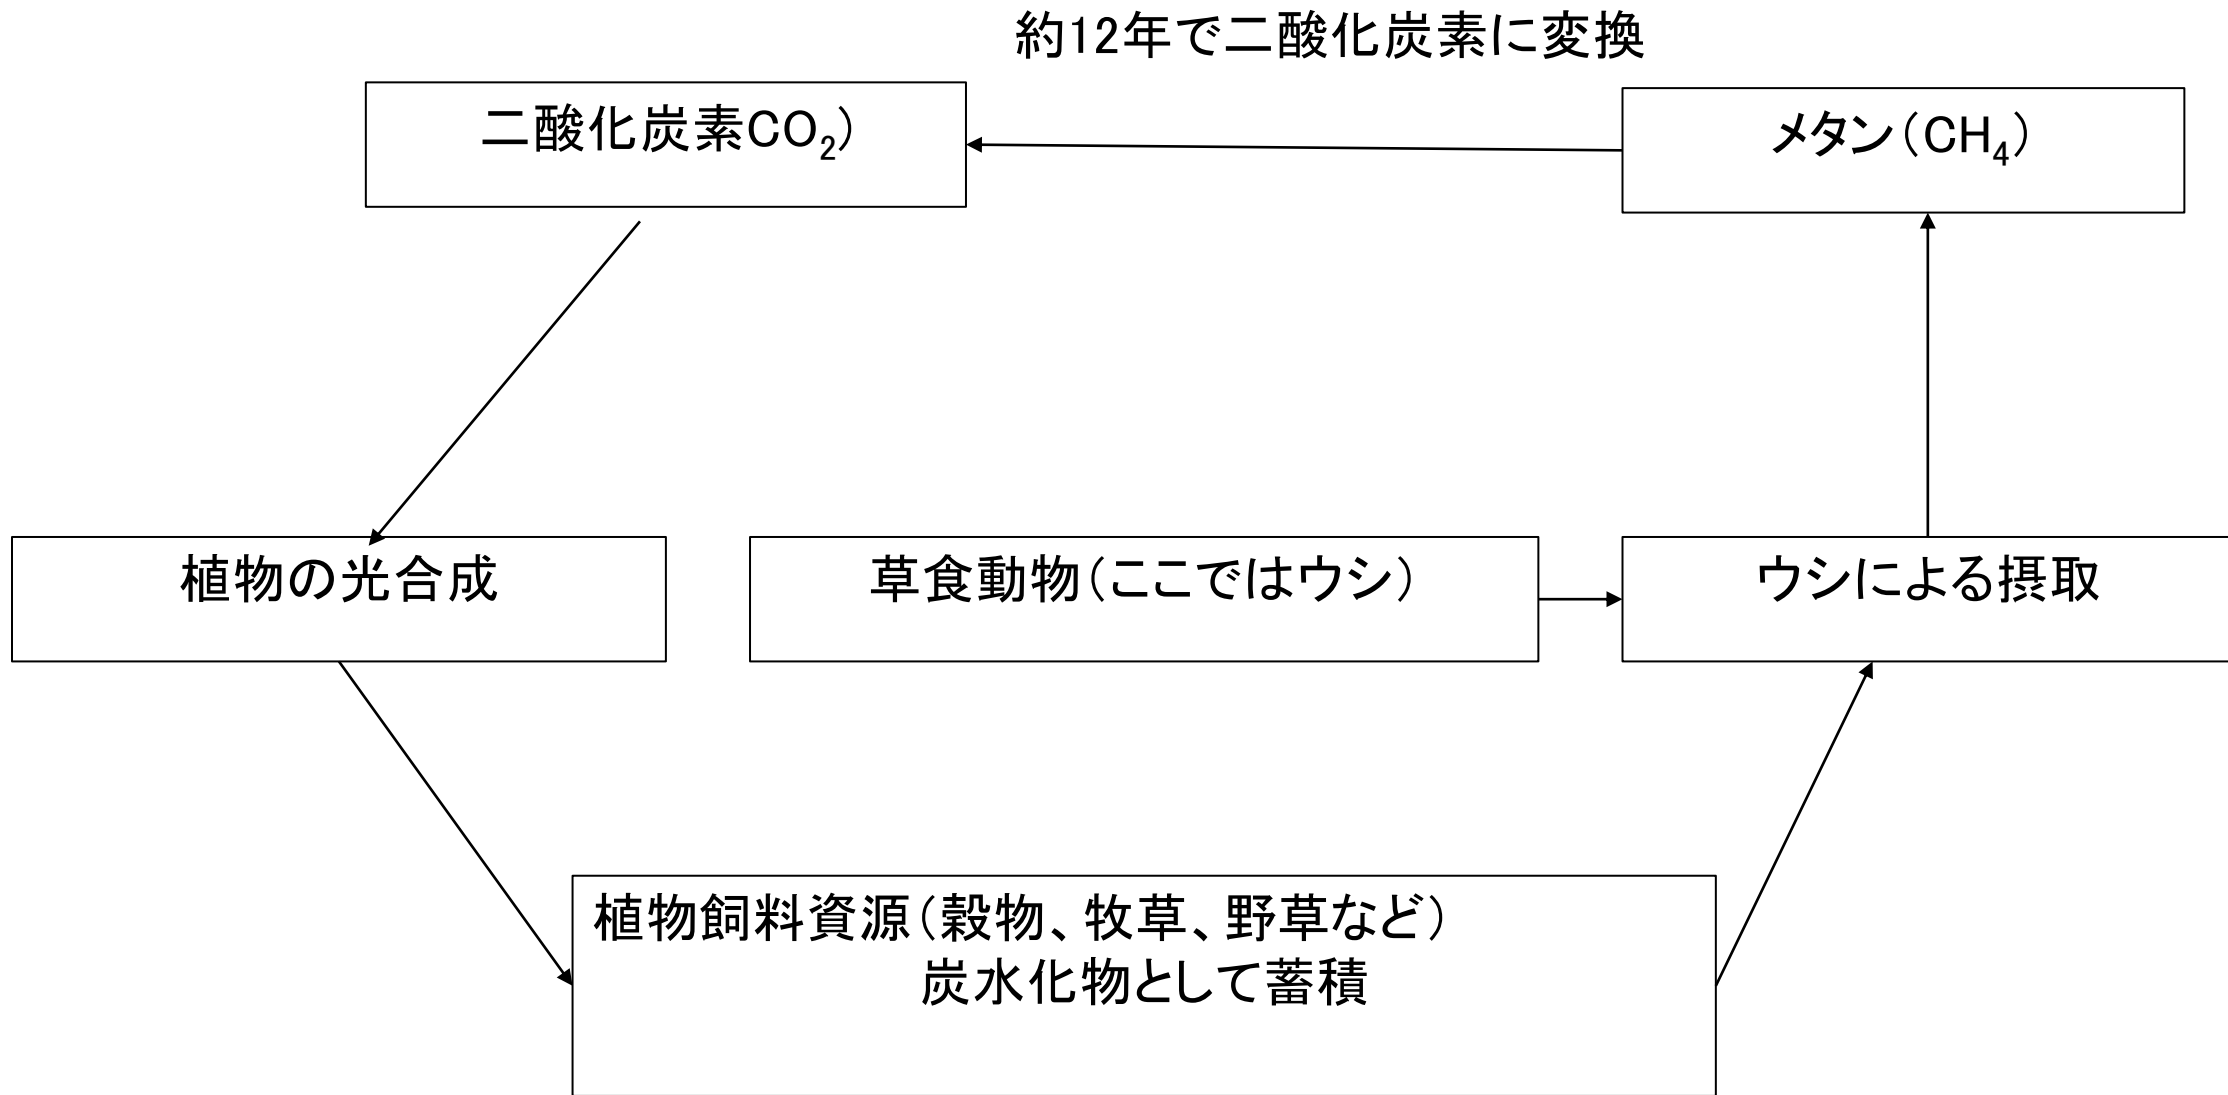 約12年で二酸化炭素に変換
二酸化炭素CO₂)
メタン(CH₄)
植物の光合成
草食動物(ここではウシ)
ウシによる摂取
植物飼料資源(穀物、牧草、野草など)
炭水化物として蓄積